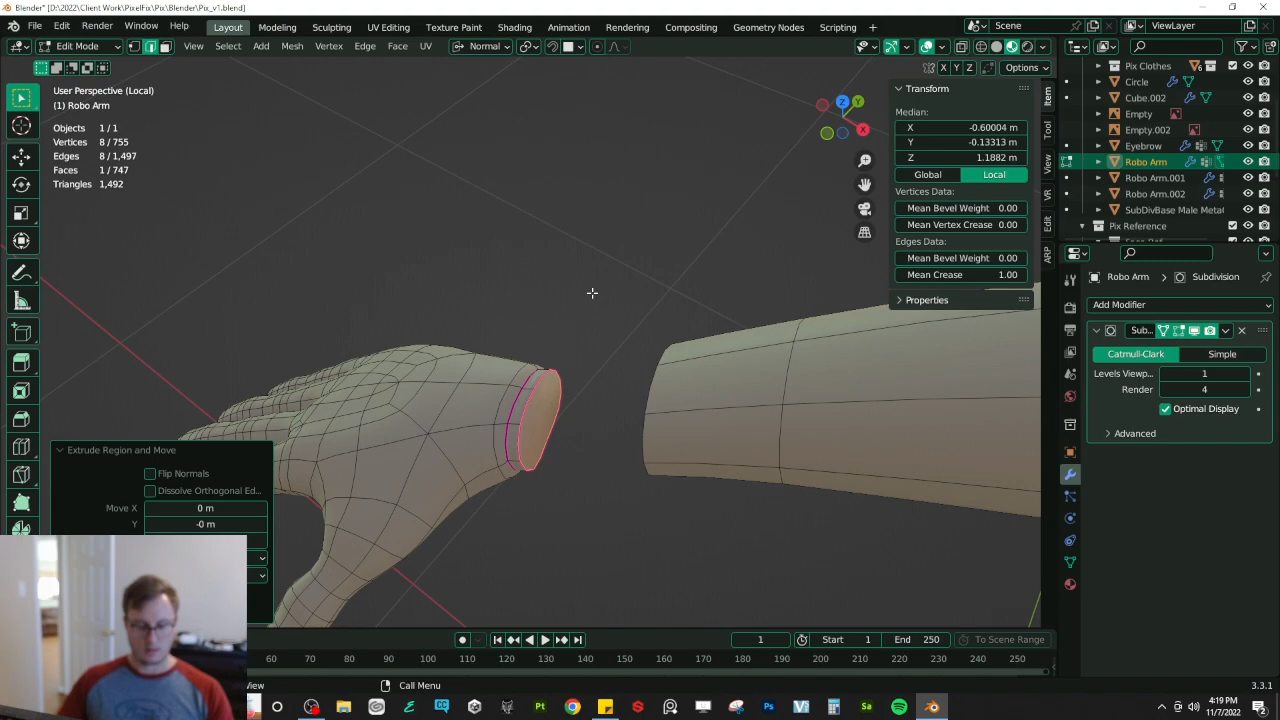 Blender* [D:\2022\Client Work\PixelFix\Pix\Blender\Pix_v1.blend]
File Edit Render Window Help Layout Modeling Sculpting UV Editing Texture Paint Shading Animation Rendering Compositing Geometry Nodes Scripting Scene ViewLayer
Edit Mode View Select Add Mesh Vertex Edge Face UV Normal
X Y Z Options
User Perspective (Local)
(1) Robo Arm
Objects 1 / 1
Vertices 8 / 755
Edges 8 / 1,497
Faces 1 / 747
Triangles 1,492
Z Y X
Transform
Median:
X -0.60004 m
Y -0.13313 m
Z 1.1882 m
Global Local
Vertices Data:
Mean Bevel Weight 0.00
Mean Vertex Crease 0.00
Edges Data:
Mean Bevel Weight 0.00
Mean Crease 1.00
Properties
Item
Tool
View
VR
Edit
ARP
Pix Clothes 6
Circle
Cube.002
Empty
Empty.002
Eyebrow
Robo Arm
Robo Arm.001
Robo Arm.002
SubDivBase Male Metal
Pix Reference
Robo Arm Subdivision
Add Modifier
Sub...
Catmull-Clark Simple
Levels Viewp... 1
Render 4
Optimal Display
Advanced
Extrude Region and Move
Flip Normals
Dissolve Orthogonal Ed...
Move X 0 m
Y -0 m
1 Start 1 End 250 To Scene Range
60 70 80 90 100 110 120 130 140 150 160 170 180 190 200 210 220 230 240 250
View Call Menu 3.3.1
4:19 PM
11/7/2022